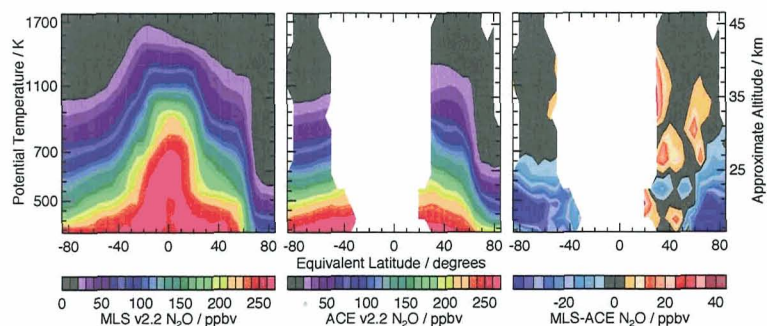 Potential Temperature / K
1700
1100
700
500
45
35
25
Approximate Altitude / km
-80 -40 0 40 80
-80 -40 0 40 80
-80 -40 0 40 80
Equivalent Latitude / degrees
0 50 100 150 200 250
0 50 100 150 200 250
-20 0 20 40
MLS v2.2 N₂O / ppbv
ACE v2.2 N₂O / ppbv
MLS-ACE N₂O / ppbv